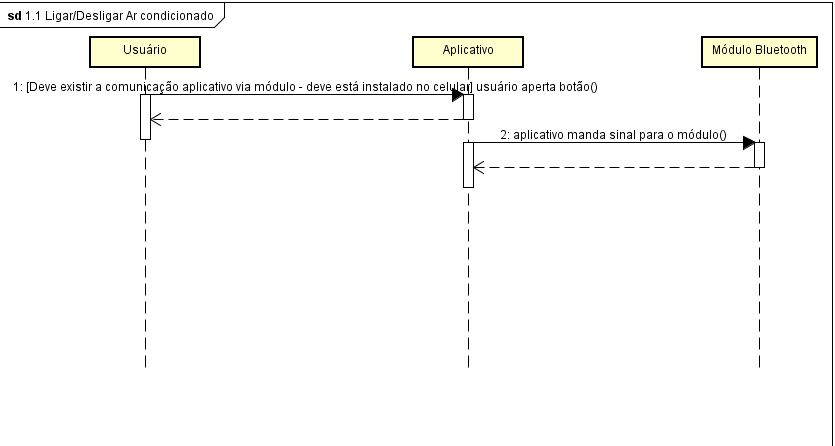 sd 1.1 Ligar/Desligar Ar condicionado
Usuário
Aplicativo
Módulo Bluetooth
1: [Deve existir a comunicação aplicativo via módulo - deve está instalado no celular] usuário aperta botão()
2: aplicativo manda sinal para o módulo()